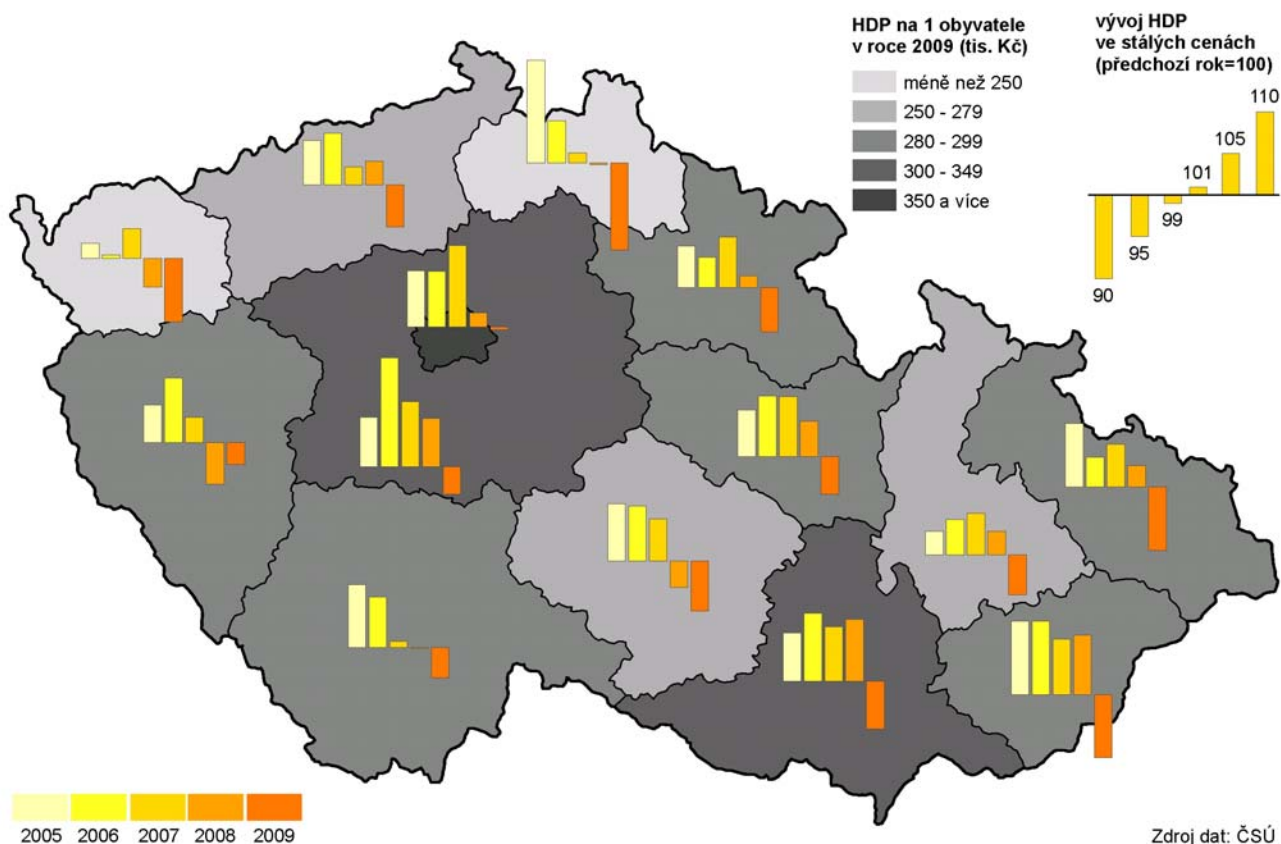 HDP na 1 obyvatele
v roce 2009 (tis. Kč)
méně než 250
250 - 279
280 - 299
300 - 349
350 a více
vývoj HDP
ve stálých cenách
(předchozí rok=100)
110
105
101
99
95
90
2005 2006 2007 2008 2009
Zdroj dat: ČSÚ